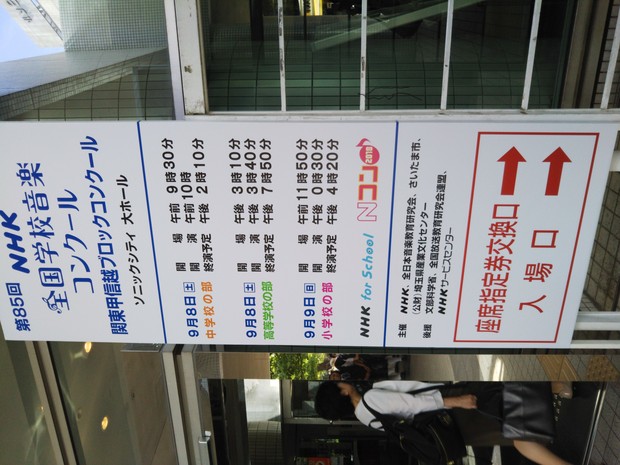 第85回 NHK
全国学校音楽
コンクール
関東甲信越ブロックコンクール
ソニックシティ 大ホール
9月8日(土)
中学校の部
開場 午前9時30分
開演 午前10時
終演予定 午後2時10分
9月8日(土)
高等学校の部
開場 午後3時10分
開演 午後3時40分
終演予定 午後7時50分
9月9日(日)
小学校の部
開場 午前11時50分
開演 午後0時30分
終演予定 午後4時20分
NHK for School Nコン2018
主催 NHK、全日本音楽教育研究会、さいたま市、
(公財)埼玉県産業文化センター
後援 文部科学省、全国放送教育研究会連盟、
NHKサービスセンター
座席指定券交換口
入場口